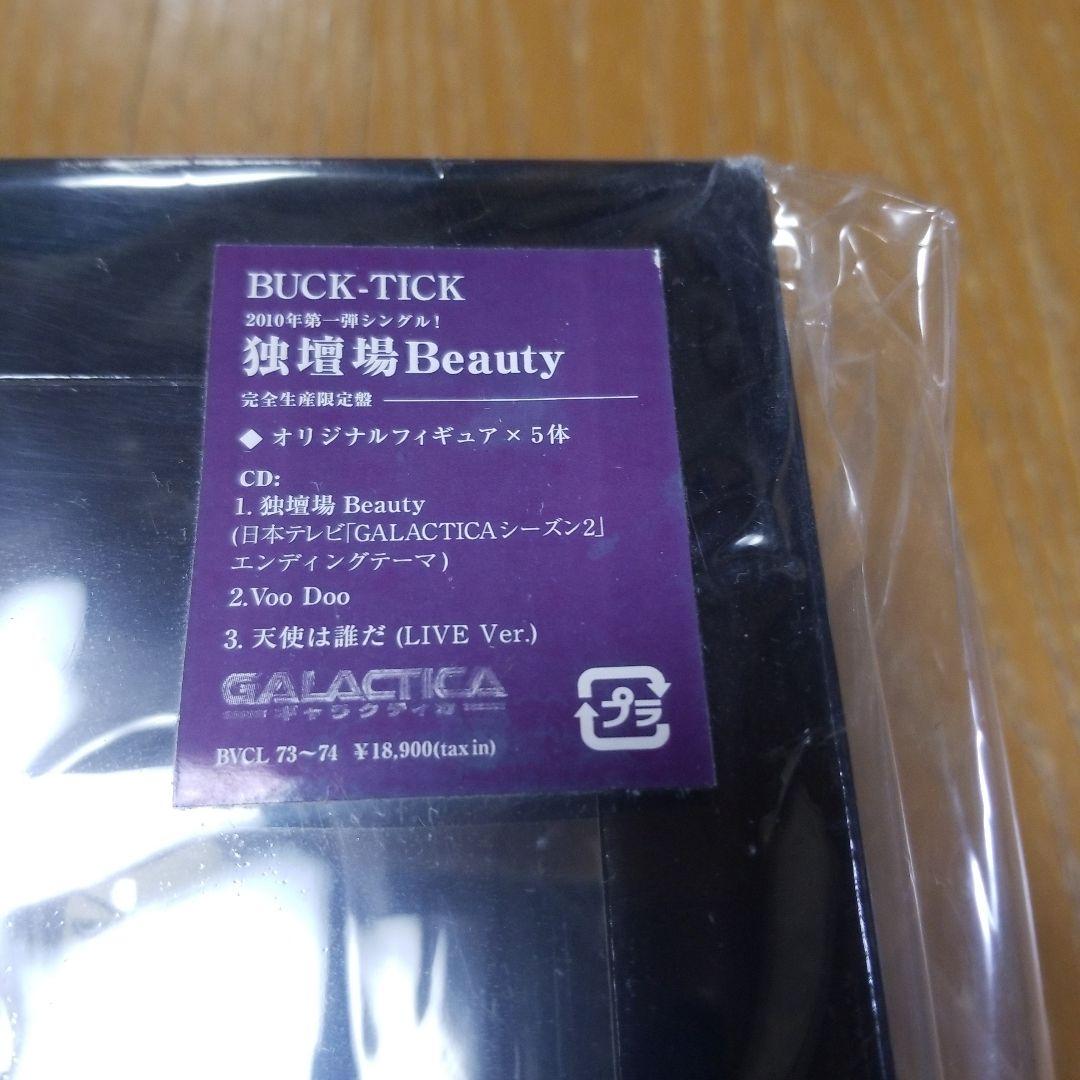 BUCK-TICK
2010年第一弾シングル!
独壇場Beauty
完全生産限定盤
◆ オリジナルフィギュア×5体
CD:
1. 独壇場 Beauty
(日本テレビ「GALACTICAシーズン2」
エンディングテーマ)
2.Voo Doo
3. 天使は誰だ (LIVE Ver.)
GALACTICA
ギャラクティカ
プラ
BVCL 73〜74 ¥18,900(tax in)